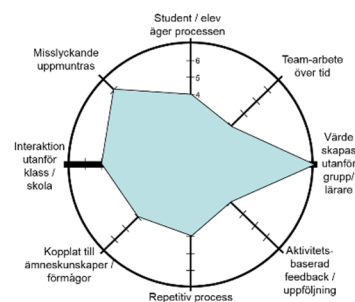 Student / elev
äger processen
Misslyckande
uppmuntras
Team-arbete
över tid
6
5
4
Interaktion
utanför
klass /
skola
Värde
skapas
utanför
grupp/
lärare
Kopplat till
ämneskunskaper /
förmågor
Aktivitets-
baserad
feedback /
uppföljning
Repetitiv process